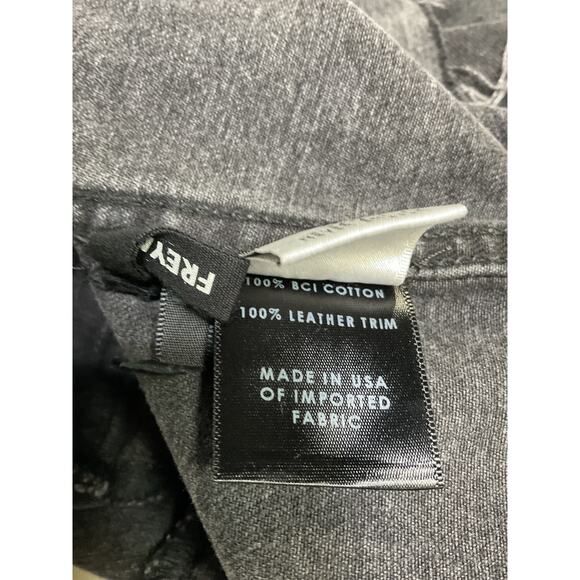 FREY
100% BCI COTTON
100% LEATHER TRIM
MADE IN USA
OF IMPORTED
FABRIC